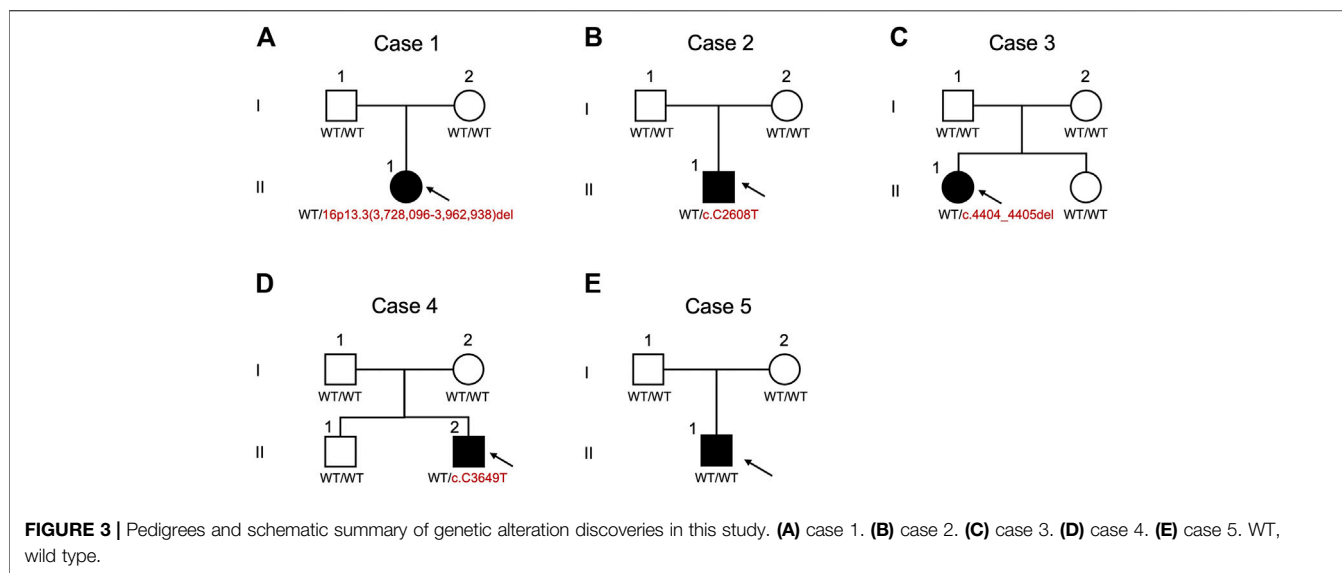 A
Case 1
1
2
I
WT/WT
WT/WT
1
II
WT/16p13.3(3,728,096-3,962,938)del
B
Case 2
1
2
I
WT/WT
WT/WT
1
II
WT/c.C2608T
C
Case 3
1
2
I
WT/WT
WT/WT
1
II
WT/c.4404_4405del
WT/WT
D
Case 4
1
2
I
WT/WT
WT/WT
1
2
II
WT/WT
WT/c.C3649T
E
Case 5
1
2
I
WT/WT
WT/WT
1
II
WT/WT
FIGURE 3 | Pedigrees and schematic summary of genetic alteration discoveries in this study. (A) case 1. (B) case 2. (C) case 3. (D) case 4. (E) case 5. WT,
wild type.